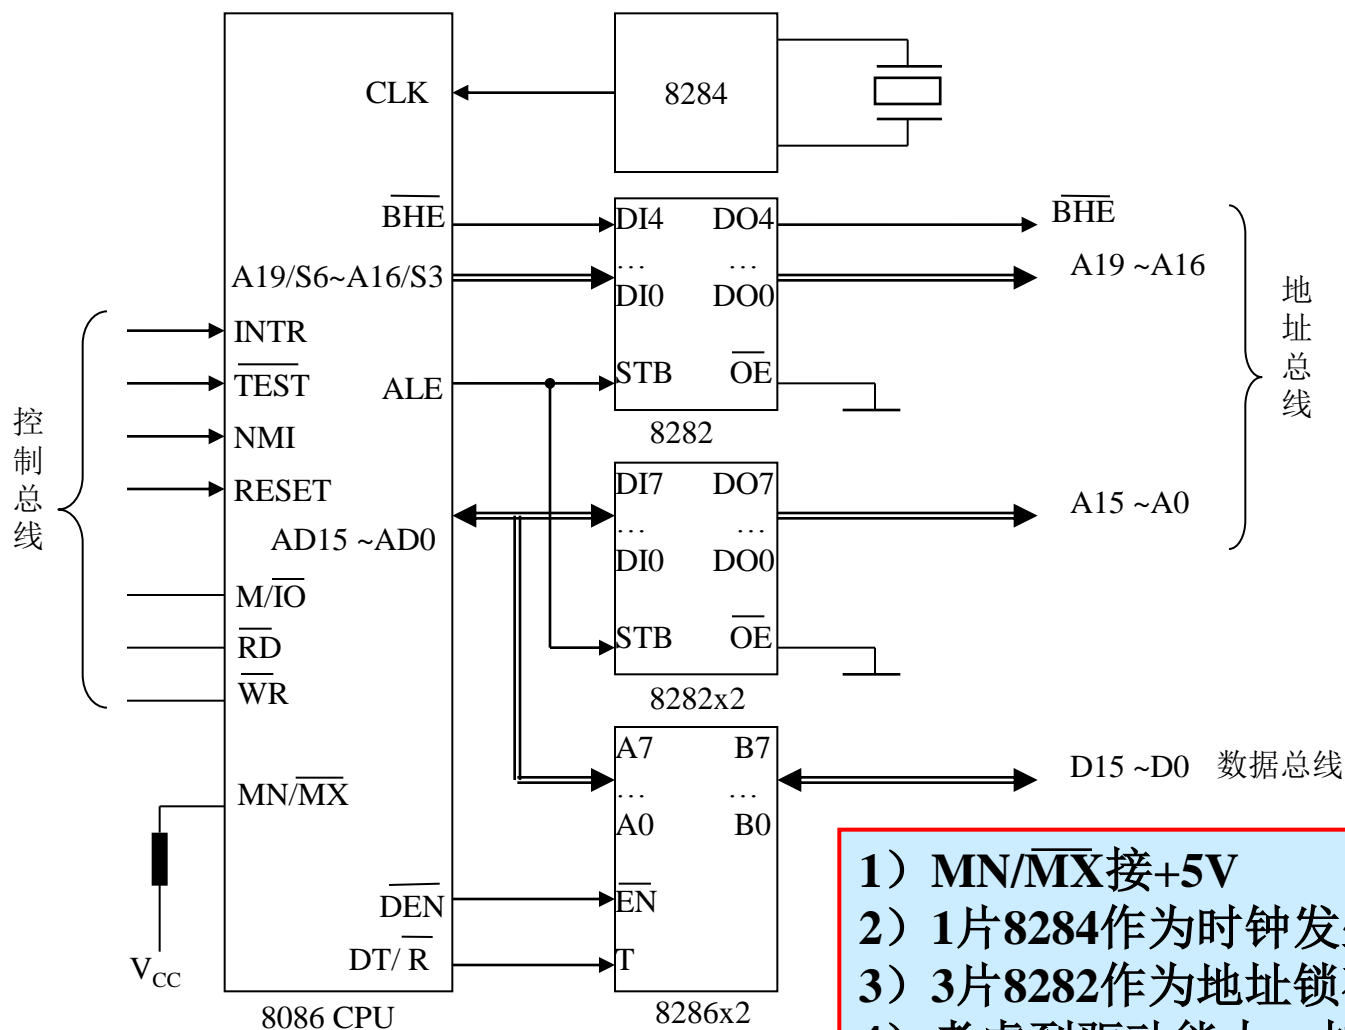 CLK
8284
BHE
A19/S6~A16/S3
INTR
TEST
NMI
RESET
ALE
AD15 ~AD0
M/IO
RD
WR
MN/MX
DEN
DT/ R
V_CC
8086 CPU
控制总线
DI4 DO4
… …
DI0 DO0
STB OE
8282
DI7 DO7
… …
DI0 DO0
STB OE
8282x2
A7 B7
… …
A0 B0
EN
T
8286x2
BHE
A19 ~A16
A15 ~A0
地址总线
D15 ~D0 数据总线
1）MN/MX接+5V
2）1片8284作为时钟发
3）3片8282作为地址锁